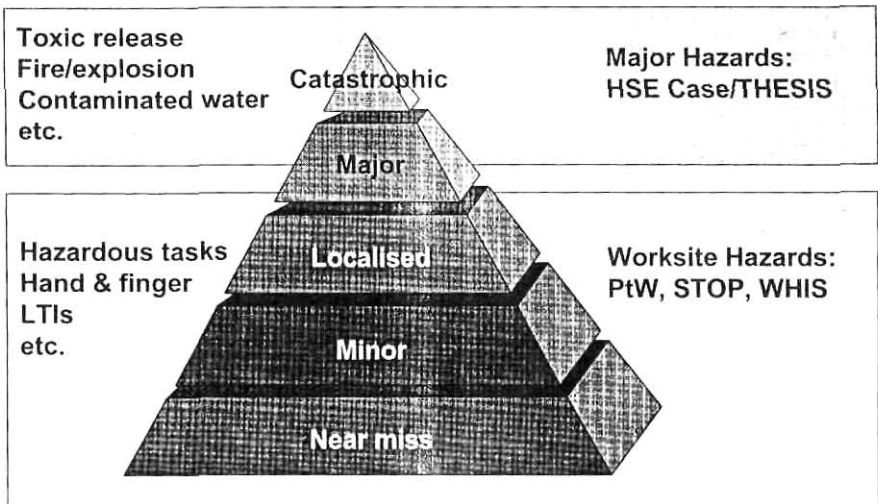 Toxic release
Fire/explosion
Contaminated water
etc.
Catastrophic
Major Hazards:
HSE Case/THESIS
Major
Hazardous tasks
Hand & finger
LTIs
etc.
Localised
Minor
Near miss
Worksite Hazards:
PtW, STOP, WHIS